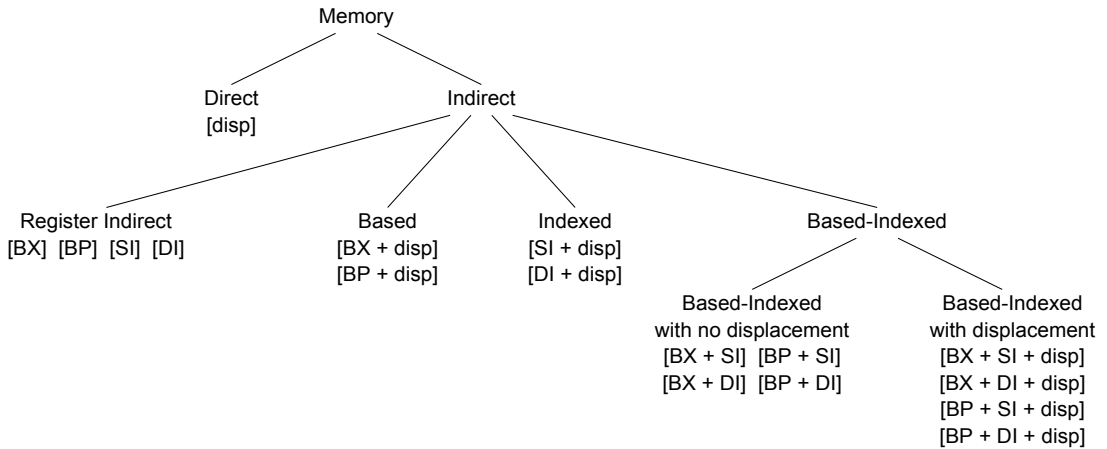 Memory
Direct
[disp]
Indirect
Register Indirect
[BX] [BP] [SI] [DI]
Based
[BX + disp]
[BP + disp]
Indexed
[SI + disp]
[DI + disp]
Based-Indexed
Based-Indexed
with no displacement
[BX + SI] [BP + SI]
[BX + DI] [BP + DI]
Based-Indexed
with displacement
[BX + SI + disp]
[BX + DI + disp]
[BP + SI + disp]
[BP + DI + disp]